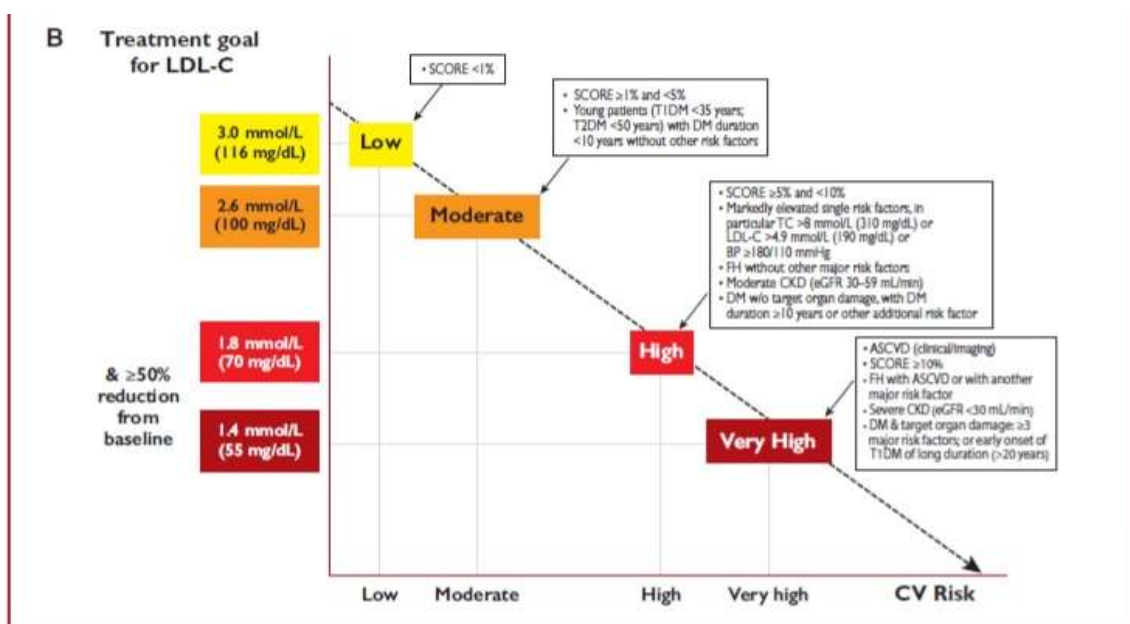 B
Treatment goal
for LDL-C
• SCORE <1%
• SCORE ≥1% and <5%
• Young patients (T1DM <35 years;
T2DM <50 years) with DM duration
<10 years without other risk factors
3.0 mmol/L
(116 mg/dL)
Low
2.6 mmol/L
(100 mg/dL)
Moderate
• SCORE ≥5% and <10%
• Markedly elevated single risk factors, in
particular TC >8 mmol/L (310 mg/dL) or
LDL-C >4.9 mmol/L (190 mg/dL) or
BP ≥180/110 mmHg
• FH without other major risk factors
• Moderate CKD (eGFR 30–59 mL/min)
• DM w/o target organ damage, with DM
duration ≥10 years or other additional risk factor
1.8 mmol/L
(70 mg/dL)
High
• ASCVD (clinical/imaging)
• SCORE ≥10%
• FH with ASCVD or with another
major risk factor
• Severe CKD (eGFR <30 mL/min)
• DM & target organ damage: ≥3
major risk factors; or early onset of
T1DM of long duration (>20 years)
& ≥50%
reduction
from
baseline
1.4 mmol/L
(55 mg/dL)
Very High
Low
Moderate
High
Very high
CV Risk